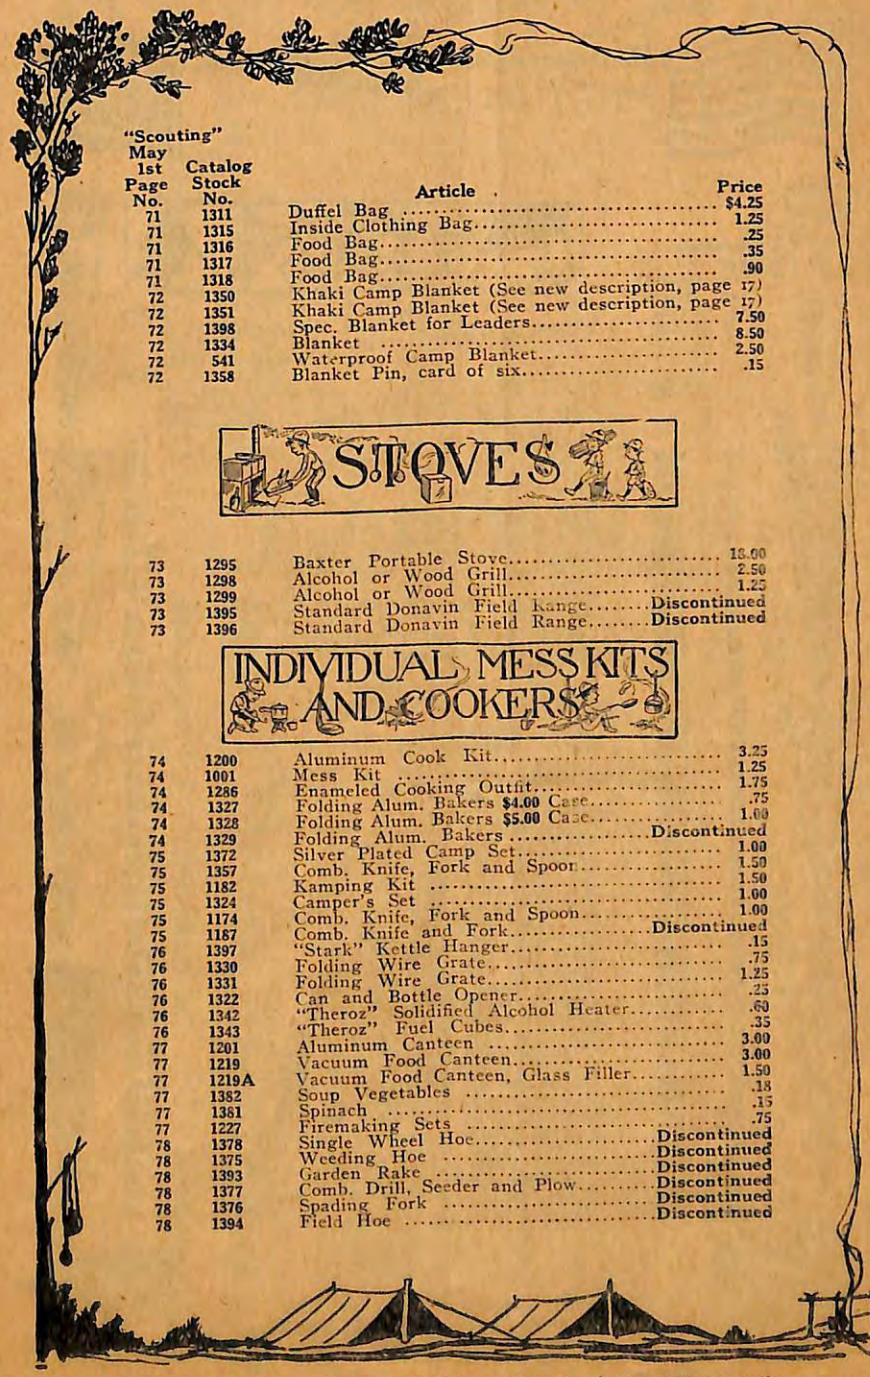 "Scouting"
May
1st Catalog
Page Stock
No. No. Article Price
71 1311 Duffel Bag ........ $4.25
71 1315 Inside Clothing Bag ........ 1.25
71 1316 Food Bag ........ .25
71 1317 Food Bag ........ .35
71 1318 Food Bag ........ .90
72 1350 Khaki Camp Blanket (See new description, page 17)
72 1351 Khaki Camp Blanket (See new description, page 17)
72 1398 Spec. Blanket for Leaders ........ 7.50
72 1334 Blanket ........ 8.50
72 541 Waterproof Camp Blanket ........ 2.50
72 1358 Blanket Pin, card of six ........ .15
STOVES
73 1295 Baxter Portable Stove ........ 18.00
73 1298 Alcohol or Wood Grill ........ 2.50
73 1299 Alcohol or Wood Grill ........ 1.25
73 1395 Standard Donavin Field Range ........ Discontinued
73 1396 Standard Donavin Field Range ........ Discontinued
INDIVIDUAL MESS KITS
AND COOKERS
74 1200 Aluminum Cook Kit ........ 3.25
74 1001 Mess Kit ........ 1.25
74 1286 Enameled Cooking Outfit ........ 1.75
74 1327 Folding Alum. Bakers $4.00 Case ........ .75
74 1328 Folding Alum. Bakers $5.00 Case ........ 1.00
74 1329 Folding Alum. Bakers ........ Discontinued
75 1372 Silver Plated Camp Set ........ 1.00
75 1357 Comb. Knife, Fork and Spoon ........ 1.50
75 1182 Kamping Kit ........ 1.50
75 1324 Camper's Set ........ 1.00
75 1174 Comb. Knife, Fork and Spoon ........ 1.00
75 1187 Comb. Knife and Fork ........ Discontinued
76 1397 "Stark" Kettle Hanger ........ .15
76 1330 Folding Wire Grate ........ .75
76 1331 Folding Wire Grate ........ 1.25
76 1322 Can and Bottle Opener ........ .25
76 1342 "Theroz" Solidified Alcohol Heater ........ .60
76 1343 "Theroz" Fuel Cubes ........ .35
77 1201 Aluminum Canteen ........ 3.00
77 1219 Vacuum Food Canteen ........ 3.00
77 1219A Vacuum Food Canteen, Glass Filler ........ 1.50
77 1382 Soup Vegetables ........ .18
77 1381 Spinach ........ .15
77 1227 Firemaking Sets ........ .75
78 1378 Single Wheel Hoe ........ Discontinued
78 1375 Weeding Hoe ........ Discontinued
78 1393 Garden Rake ........ Discontinued
78 1377 Comb. Drill, Seeder and Plow ........ Discontinued
78 1376 Spading Fork ........ Discontinued
78 1394 Field Hoe ........ Discontinued